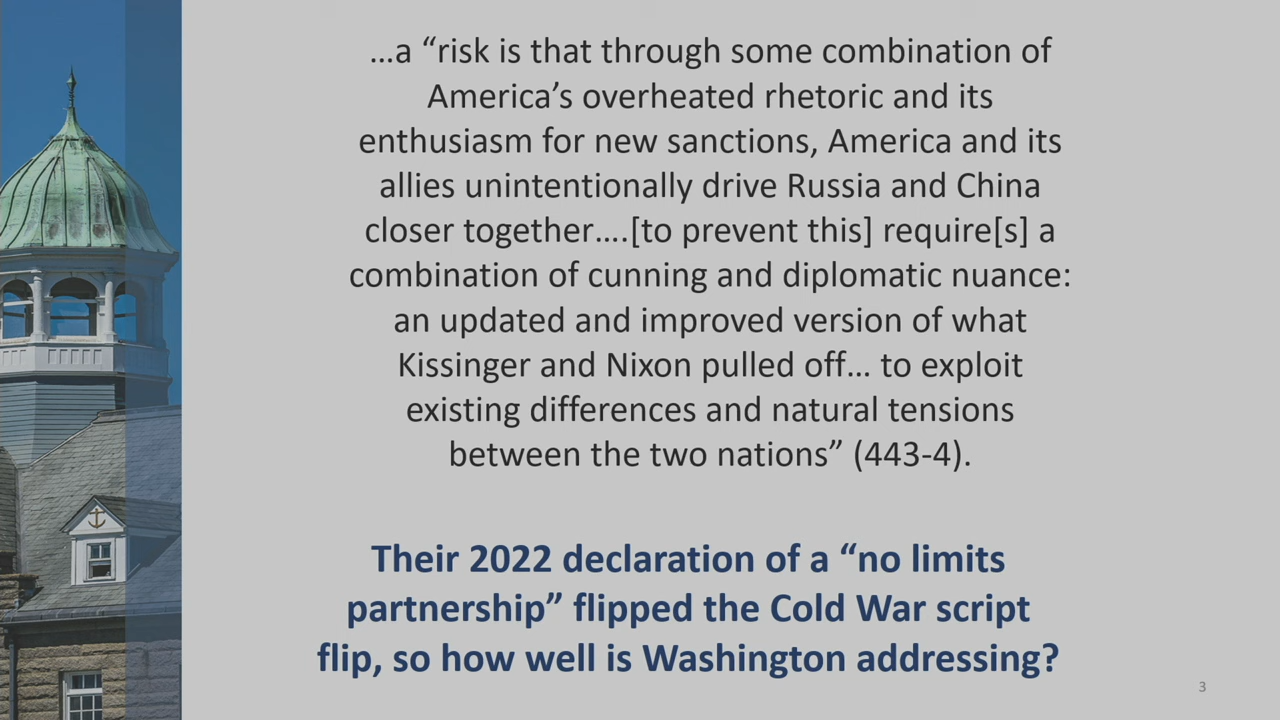 …a “risk is that through some combination of
America’s overheated rhetoric and its
enthusiasm for new sanctions, America and its
allies unintentionally drive Russia and China
closer together….[to prevent this] require[s] a
combination of cunning and diplomatic nuance:
an updated and improved version of what
Kissinger and Nixon pulled off… to exploit
existing differences and natural tensions
between the two nations” (443-4).
Their 2022 declaration of a “no limits
partnership” flipped the Cold War script
flip, so how well is Washington addressing?
3